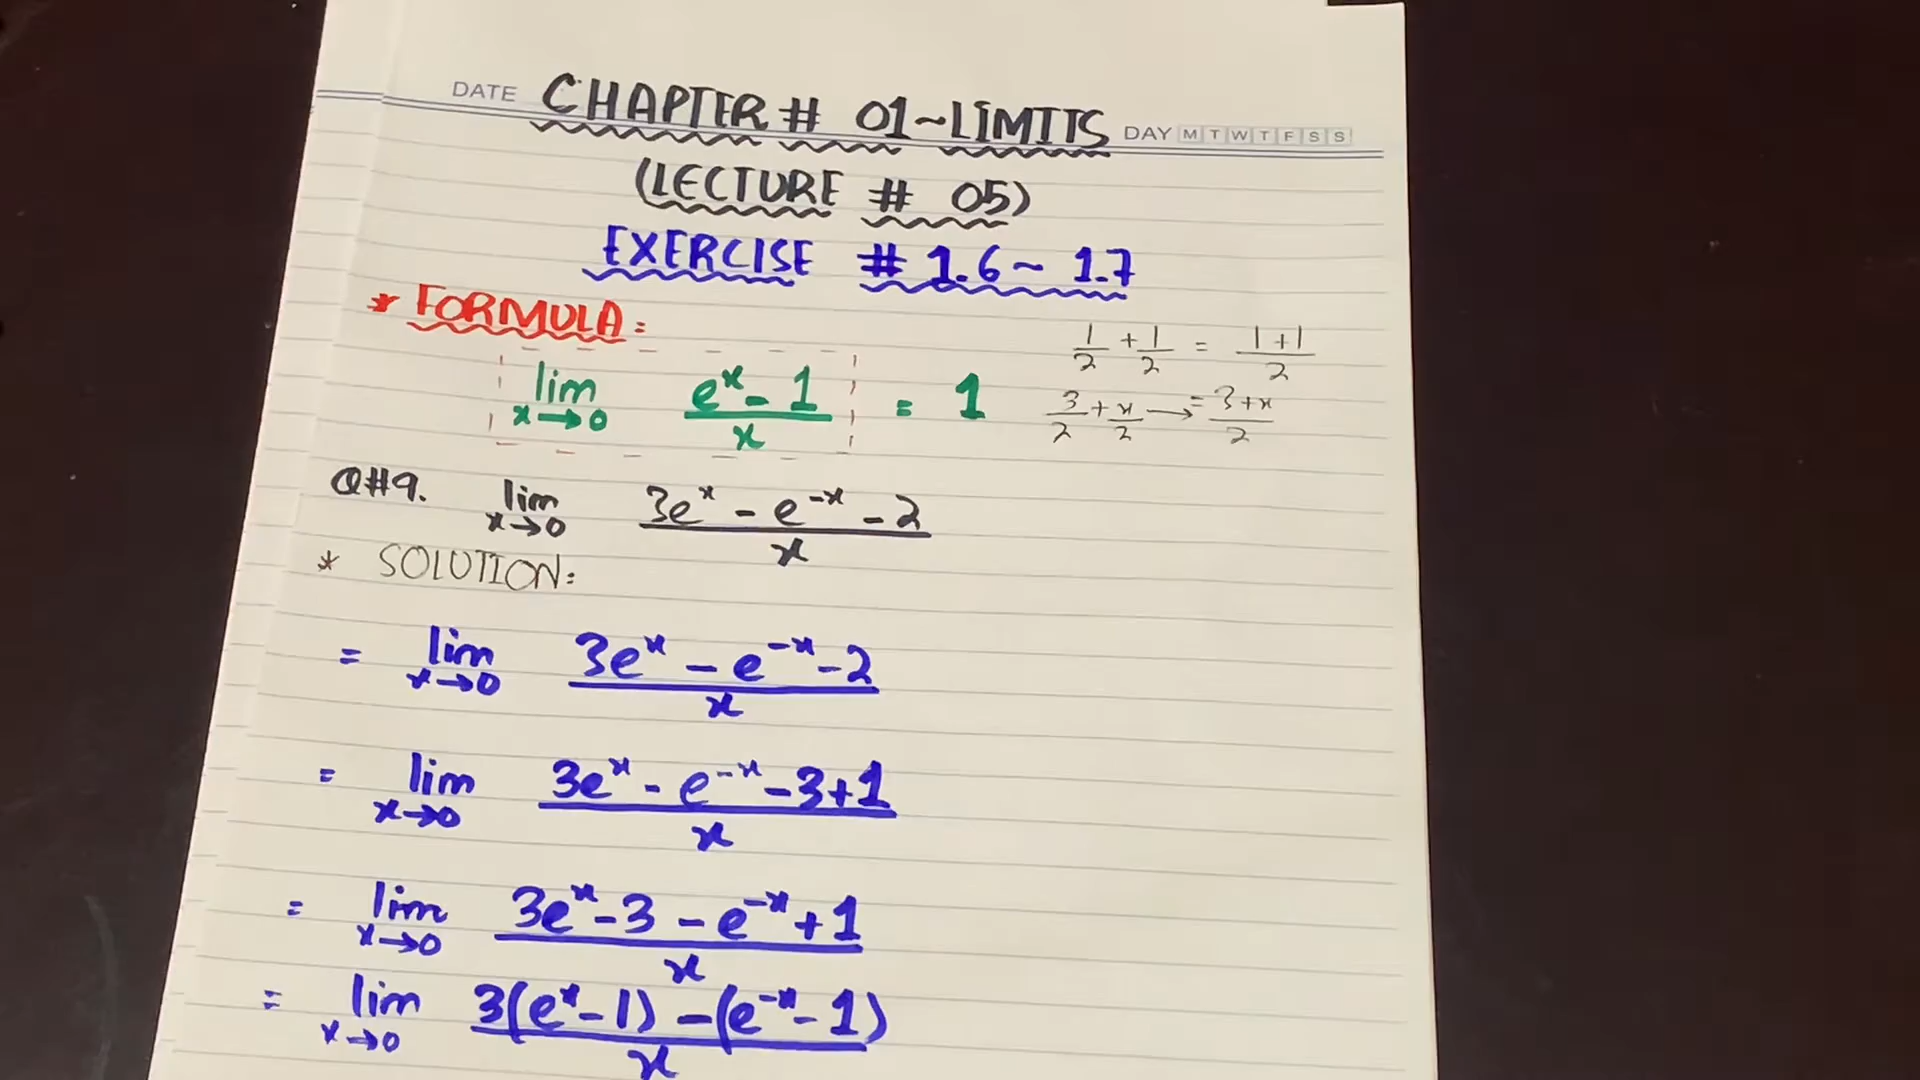 DATE CHAPTER # 01~LIMITS DAY M T W T F S S
(LECTURE # 05)
EXERCISE # 1.6 ~ 1.7
* FORMULA:
lim x→0 (e^x - 1)/x = 1
1/2 + 1/2 = (1+1)/2
3/2 + x/2 → = (3+x)/2
Q#9. lim x→0 (3e^x - e^-x - 2)/x
* SOLUTION:
= lim x→0 (3e^x - e^-x - 2)/x
= lim x→0 (3e^x - e^-x - 3 + 1)/x
= lim x→0 (3e^x - 3 - e^-x + 1)/x
= lim x→0 (3(e^x - 1) - (e^-x - 1))/x